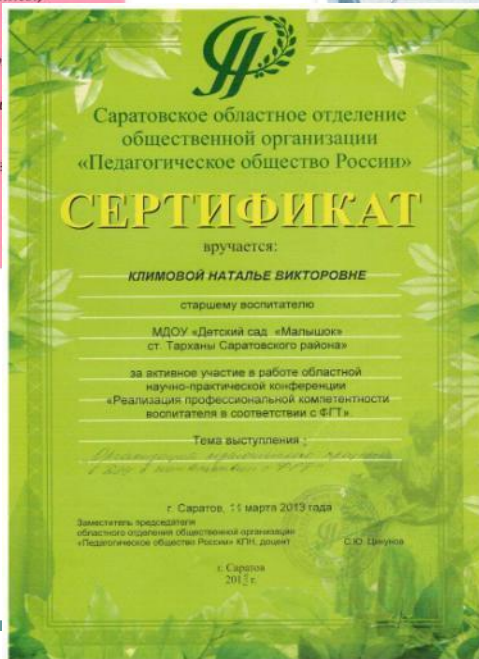 Саратовское областное отделение
общественной организации
«Педагогическое общество России»
СЕРТИФИКАТ
вручается:
КЛИМОВОЙ НАТАЛЬЕ ВИКТОРОВНЕ
старшему воспитателю
МДОУ «Детский сад «Малышок»
ст. Тарханы Саратовского района»
за активное участие в работе областной
научно-практической конференции
«Реализация профессиональной компетентности
воспитателя в соответствии с ФГТ».
Тема выступления :
г. Саратов, 11 марта 2013 года
Заместитель председателя
областного отделения общественной организации
«Педагогическое общество России» КПН, доцент С.Ю. Шикунов
г. Саратов
2013 г.